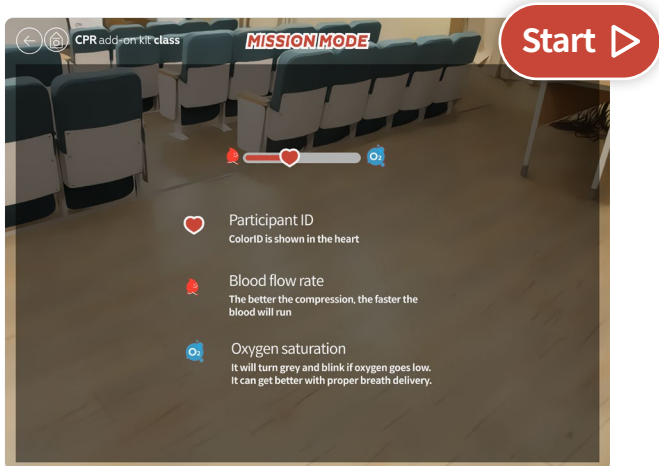 CPR add-on kit class
MISSION MODE
Start
O₂
Participant ID
ColorID is shown in the heart
Blood flow rate
The better the compression, the faster the
blood will run
O₂
Oxygen saturation
It will turn grey and blink if oxygen goes low.
It can get better with proper breath delivery.